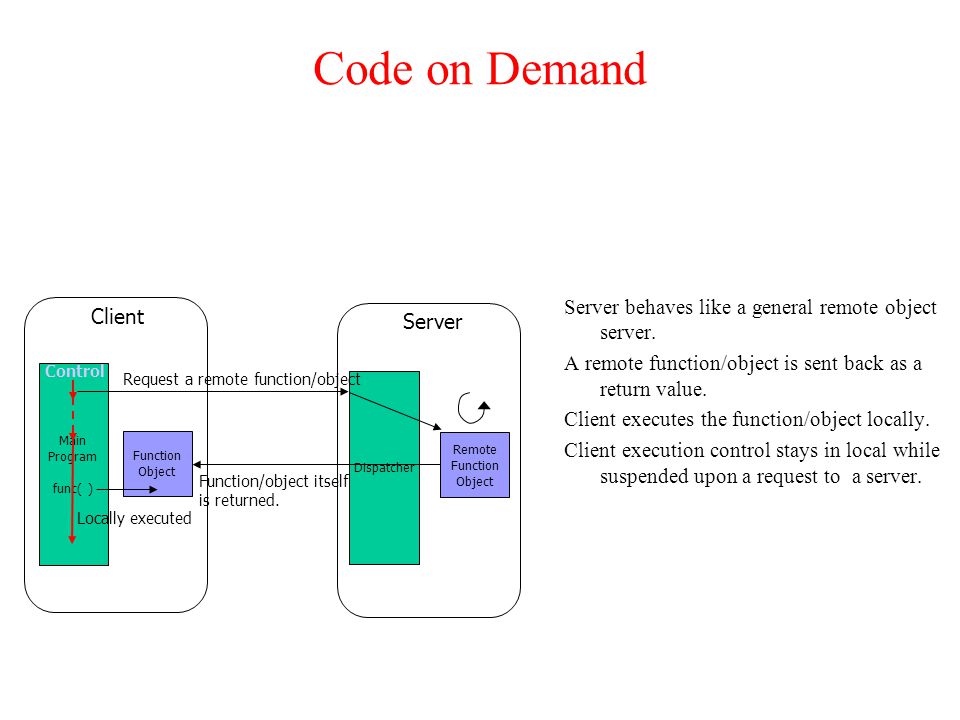 Code on Demand
Client
Control
Main
Program
func( )
Function
Object
Locally executed
Request a remote function/object
Function/object itself
is returned.
Server
Dispatcher
Remote
Function
Object
Server behaves like a general remote object
server.
A remote function/object is sent back as a
return value.
Client executes the function/object locally.
Client execution control stays in local while
suspended upon a request to a server.